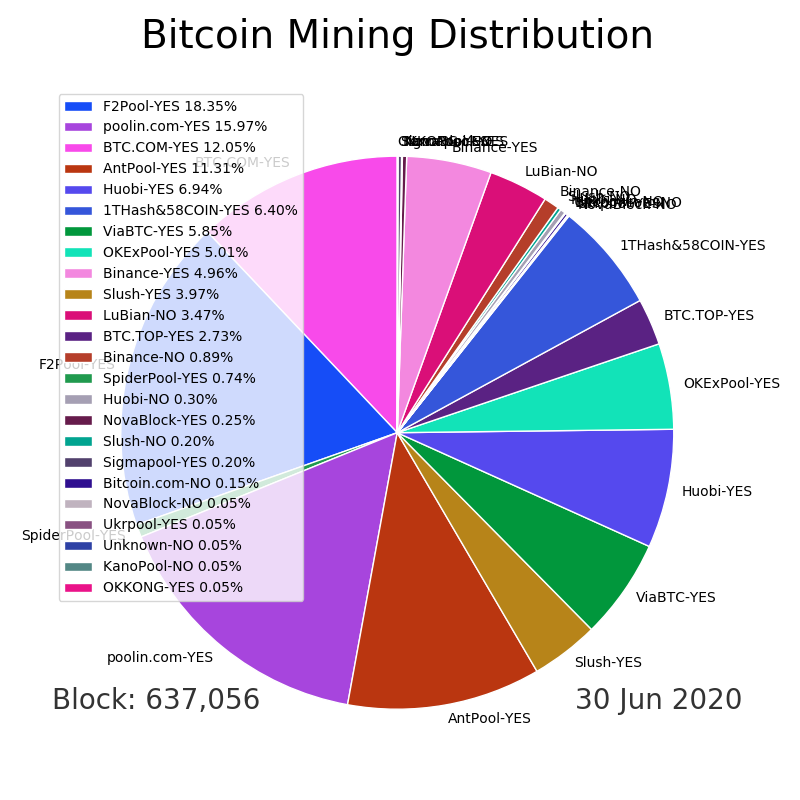 Bitcoin Mining Distribution
F2Pool-YES 18.35%
poolin.com-YES 15.97%
BTC.COM-YES 12.05%
AntPool-YES 11.31%
Huobi-YES 6.94%
1THash&58COIN-YES 6.40%
ViaBTC-YES 5.85%
OKExPool-YES 5.01%
Binance-YES 4.96%
Slush-YES 3.97%
LuBian-NO 3.47%
BTC.TOP-YES 2.73%
Binance-NO 0.89%
SpiderPool-YES 0.74%
Huobi-NO 0.30%
NovaBlock-YES 0.25%
Slush-NO 0.20%
Sigmapool-YES 0.20%
Bitcoin.com-NO 0.15%
NovaBlock-NO 0.05%
Ukrpool-YES 0.05%
Unknown-NO 0.05%
KanoPool-NO 0.05%
OKKONG-YES 0.05%
BTC.COM-YES
F2Pool-YES
SpiderPool-YES
poolin.com-YES
AntPool-YES
Slush-YES
ViaBTC-YES
Huobi-YES
OKExPool-YES
BTC.TOP-YES
1THash&58COIN-YES
NovaBlock-NO
Binance-NO
LuBian-NO
Binance-YES
Block: 637,056
30 Jun 2020